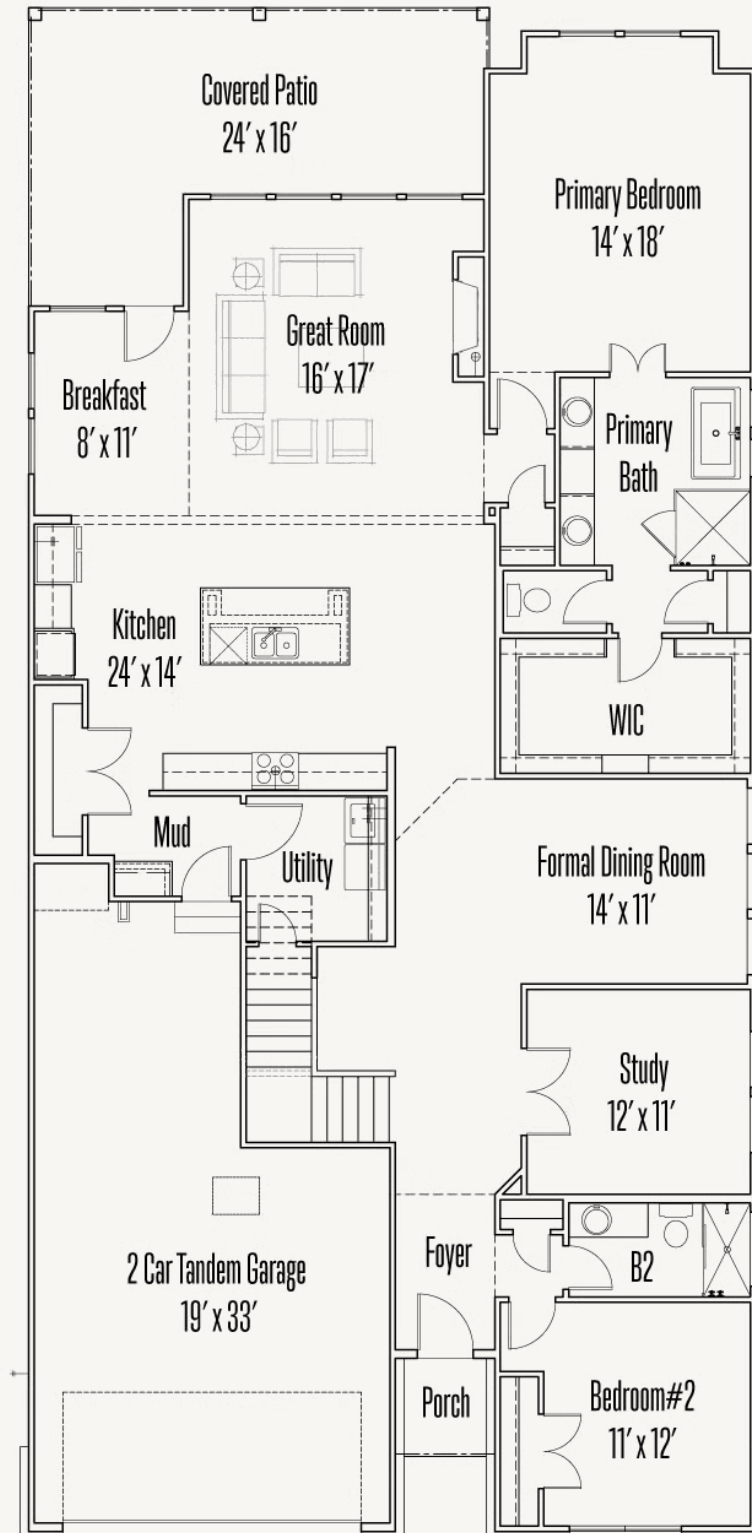 Covered Patio
24' x 16'
Primary Bedroom
14' x 18'
Great Room
16' x 17'
Breakfast
8' x 11'
Primary
Bath
Kitchen
24' x 14'
WIC
Mud
Utility
Formal Dining Room
14' x 11'
Study
12' x 11'
2 Car Tandem Garage
19' x 33'
Foyer
B2
Porch
Bedroom#2
11' x 12'